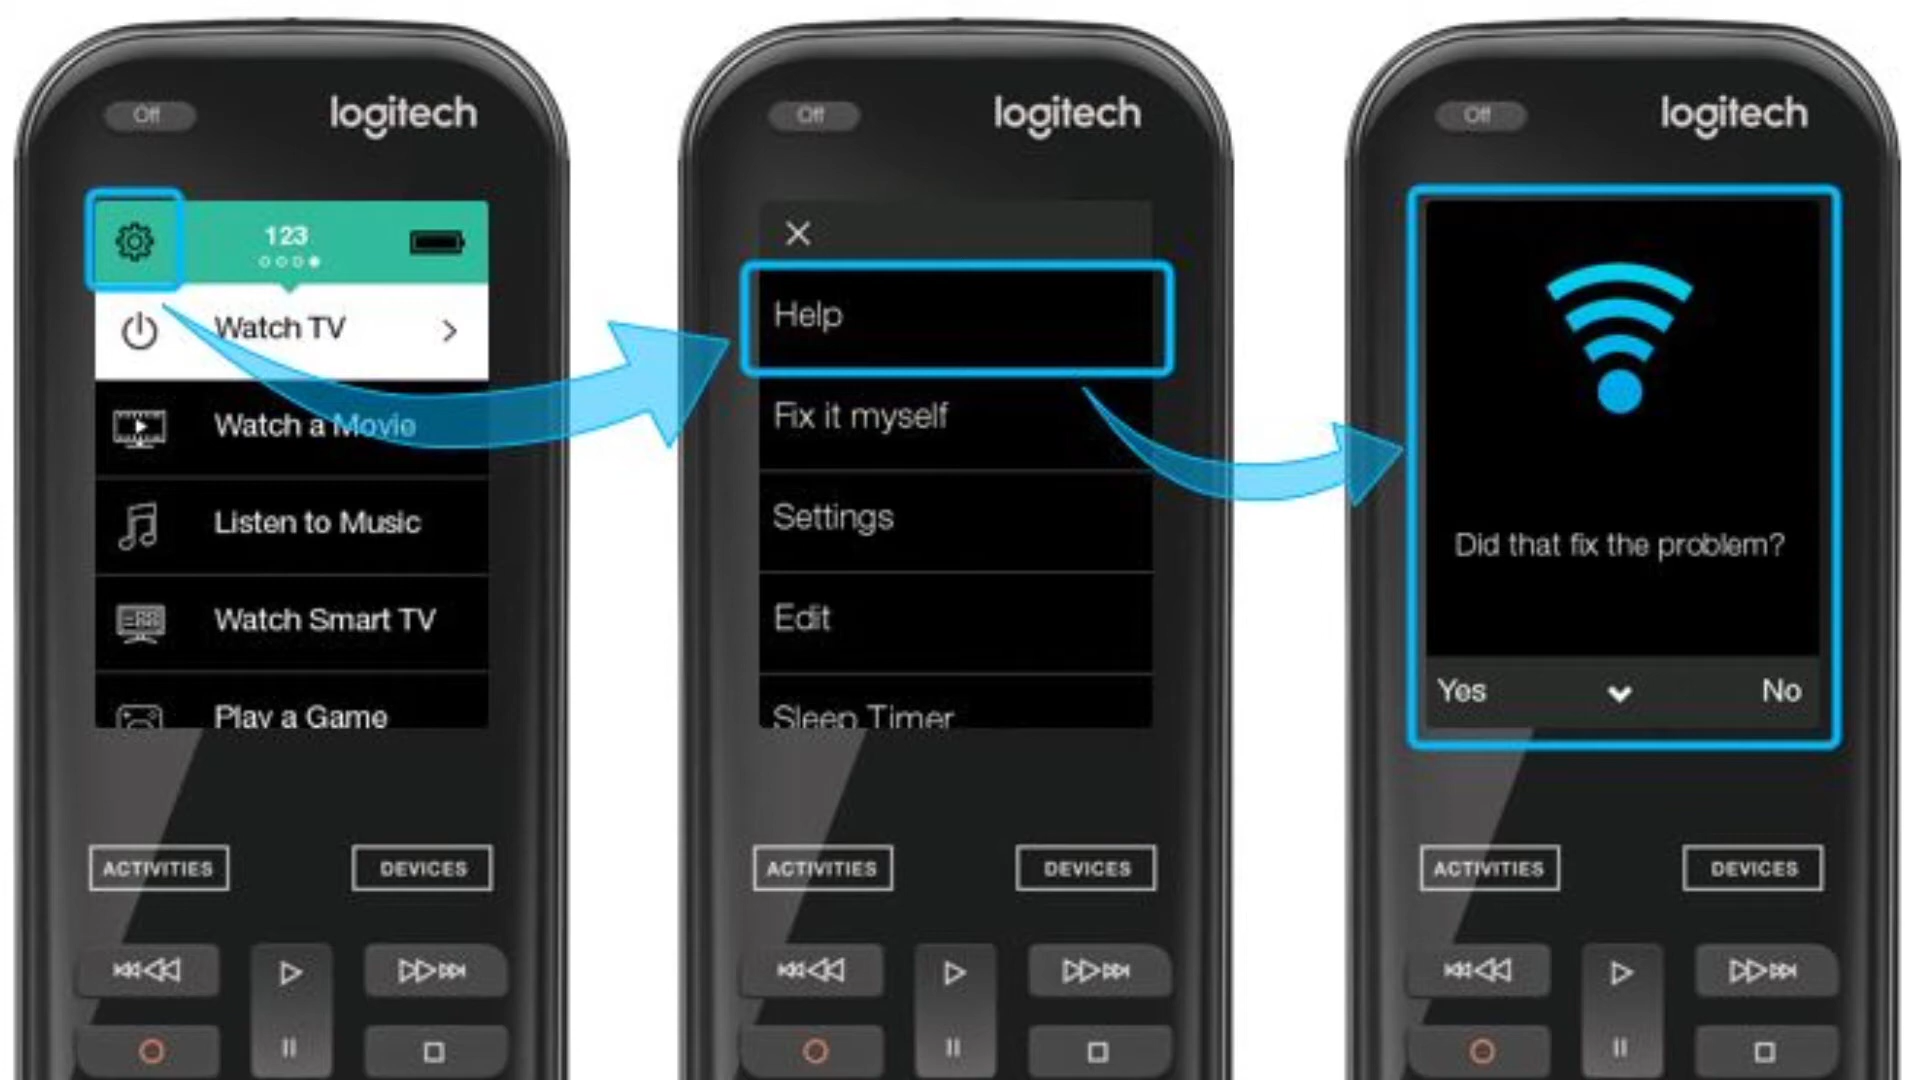 Off
logitech
123
Watch TV
Watch a Movie
Listen to Music
Watch Smart TV
Play a Game
ACTIVITIES
DEVICES
Off
logitech
Help
Fix it myself
Settings
Edit
Sleep Timer
ACTIVITIES
DEVICES
Off
logitech
Did that fix the problem?
Yes
No
ACTIVITIES
DEVICES